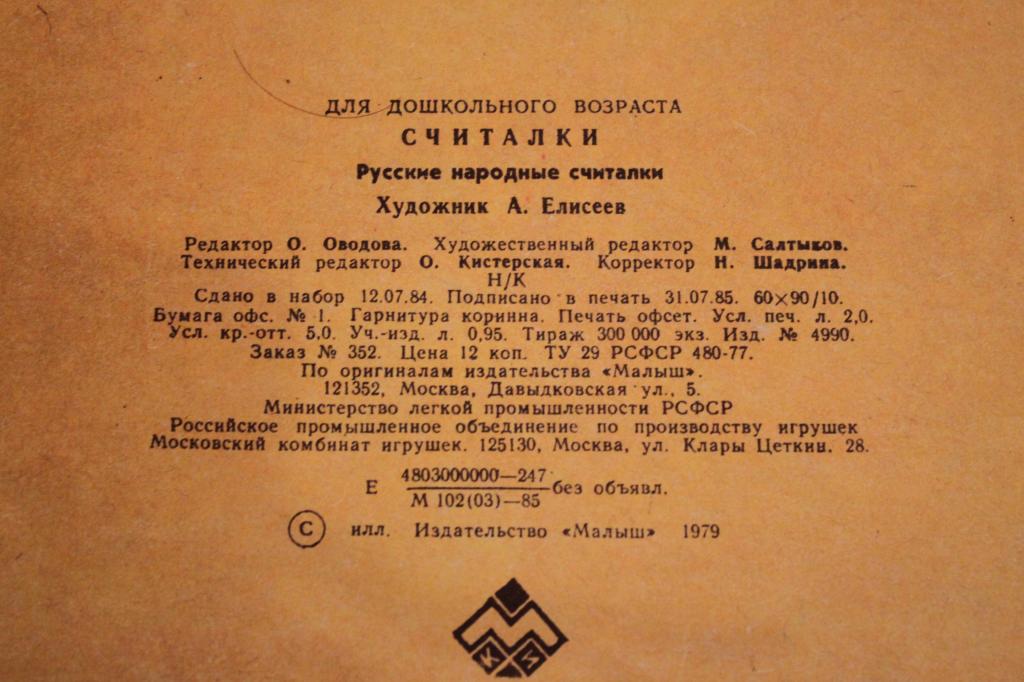 ДЛЯ ДОШКОЛЬНОГО ВОЗРАСТА
СЧИТАЛКИ
Русские народные считалки
Художник А. Елисеев
Редактор О. Оводова. Художественный редактор М. Салтыков.
Технический редактор О. Кистерская. Корректор Н. Шадрина.
Н/К
Сдано в набор 12.07.84. Подписано в печать 31.07.85. 60×90/10.
Бумага офс. № 1. Гарнитура коринна. Печать офсет. Усл. печ. л. 2,0.
Усл. кр.-отт. 5,0. Уч.-изд. л. 0,95. Тираж 300 000 экз. Изд. № 4990.
Заказ № 352. Цена 12 коп. ТУ 29 РСФСР 480-77.
По оригиналам издательства «Малыш».
121352, Москва, Давыдковская ул., 5.
Министерство легкой промышленности РСФСР
Российское промышленное объединение по производству игрушек
Московский комбинат игрушек. 125130, Москва, ул. Клары Цеткин. 28.
Е 4803000000—247
М 102(03)—85 без объявл.
© илл. Издательство «Малыш» 1979